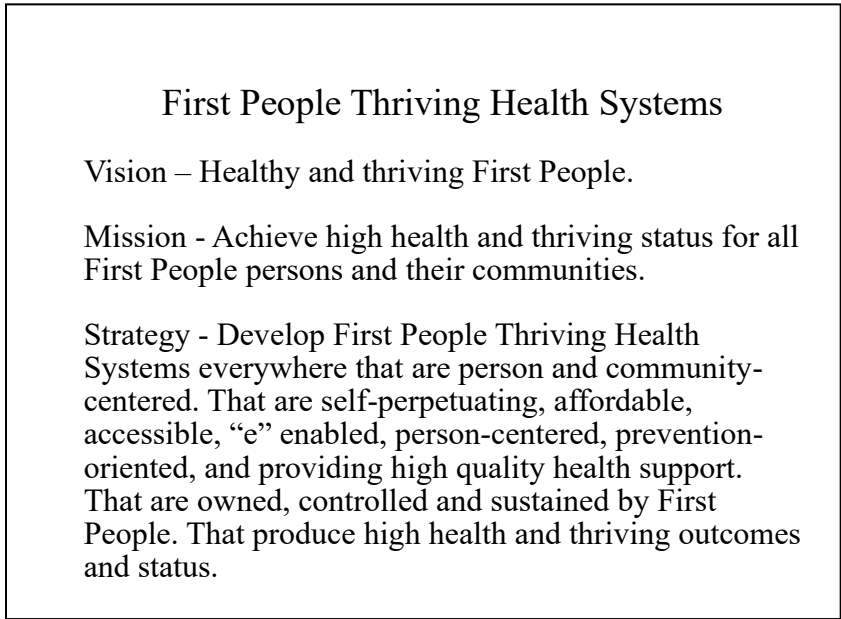 First People Thriving Health Systems
Vision – Healthy and thriving First People.
Mission - Achieve high health and thriving status for all
First People persons and their communities.
Strategy - Develop First People Thriving Health
Systems everywhere that are person and community-
centered. That are self-perpetuating, affordable,
accessible, “e” enabled, person-centered, prevention-
oriented, and providing high quality health support.
That are owned, controlled and sustained by First
People. That produce high health and thriving outcomes
and status.